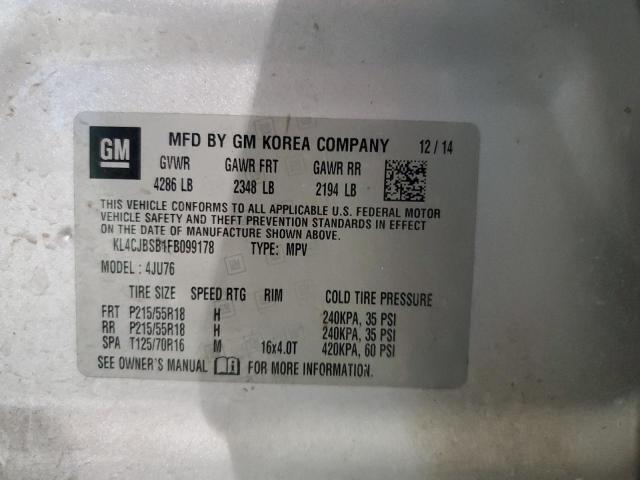 GM
MFD BY GM KOREA COMPANY 12/14
GVWR GAWR FRT GAWR RR
4286 LB 2348 LB 2194 LB
THIS VEHICLE CONFORMS TO ALL APPLICABLE U.S. FEDERAL MOTOR
VEHICLE SAFETY AND THEFT PREVENTION STANDARDS IN EFFECT
ON THE DATE OF MANUFACTURE SHOWN ABOVE.
KL4CJBSB1FB099178 TYPE: MPV
MODEL: 4JU76
TIRE SIZE SPEED RTG RIM COLD TIRE PRESSURE
FRT P215/55R18 H 240KPA, 35 PSI
RR P215/55R18 H 240KPA, 35 PSI
SPA T125/70R16 M 16x4.0T 420KPA, 60 PSI
SEE OWNER'S MANUAL FOR MORE INFORMATION.